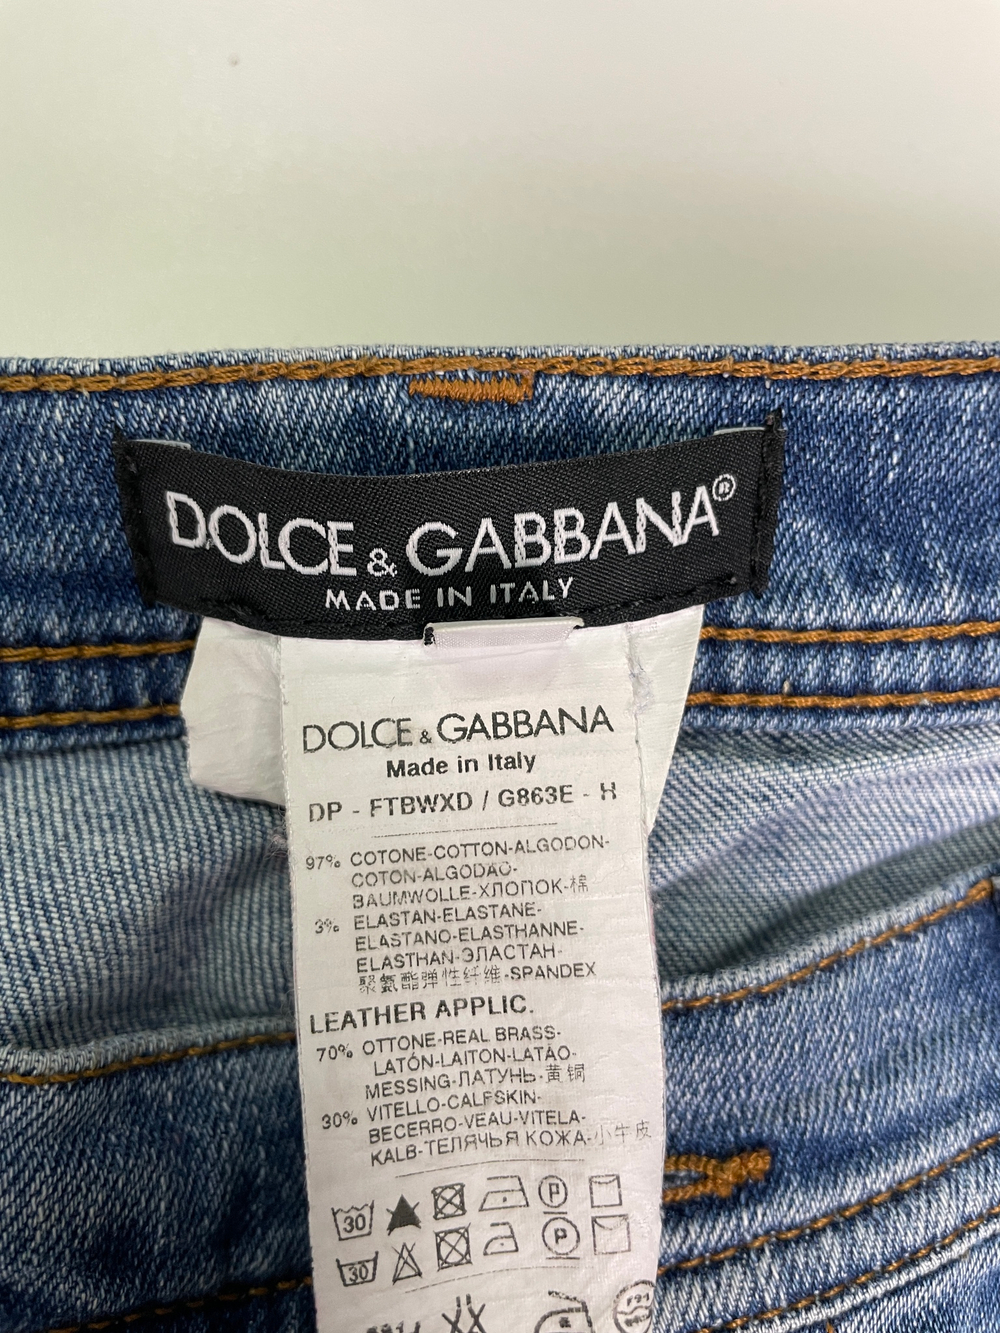 DOLCE & GABBANA®
MADE IN ITALY
DOLCE & GABBANA
Made in Italy
DP - FTBWXD / G863E - H
97% COTONE-COTTON-ALGODON-
COTON-ALGODAO-
BAUMWOLLE-ХЛОПОК-棉
3% ELASTAN-ELASTANE-
ELASTANO-ELASTHANNE-
ELASTHAN-ЭЛАСТАН-
聚氨酯弹性纤维-SPANDEX
LEATHER APPLIC.
70% OTTONE-REAL BRASS-
LATÓN-LAITON-LATÃO-
MESSING-ЛАТУНЬ-黄铜
30% VITELLO-CALFSKIN-
BECERRO-VEAU-VITELA-
KALB-ТЕЛЯЧЬЯ КОЖА-小牛皮
30 P
30 P